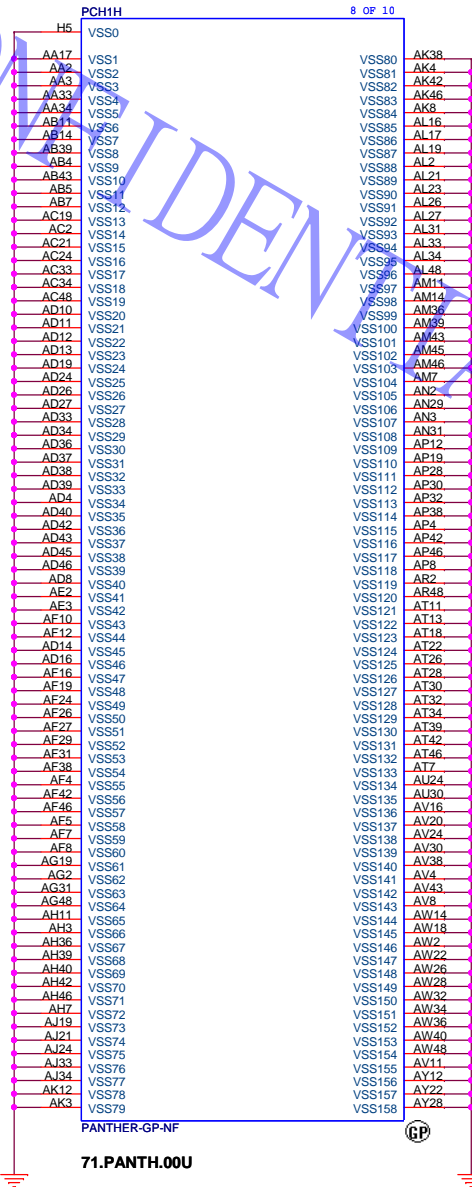 PCH1H 8 OF 10
H5 VSS0
AA17 VSS1 VSS80 AK38
AA2 VSS2 VSS81 AK4
AA3 VSS3 VSS82 AK42
AA33 VSS4 VSS83 AK46
AA34 VSS5 VSS84 AK8
AB11 VSS6 VSS85 AL16
AB14 VSS7 VSS86 AL17
AB39 VSS8 VSS87 AL19
AB4 VSS9 VSS88 AL2
AB43 VSS10 VSS89 AL21
AB5 VSS11 VSS90 AL23
AB7 VSS12 VSS91 AL26
AC19 VSS13 VSS92 AL27
AC2 VSS14 VSS93 AL31
AC21 VSS15 VSS94 AL33
AC24 VSS16 VSS95 AL34
AC33 VSS17 VSS96 AL48
AC34 VSS18 VSS97 AM11
AC48 VSS19 VSS98 AM14
AD10 VSS20 VSS99 AM36
AD11 VSS21 VSS100 AM39
AD12 VSS22 VSS101 AM43
AD13 VSS23 VSS102 AM45
AD19 VSS24 VSS103 AM46
AD24 VSS25 VSS104 AM7
AD26 VSS26 VSS105 AN2
AD27 VSS27 VSS106 AN29
AD33 VSS28 VSS107 AN3
AD34 VSS29 VSS108 AN31
AD36 VSS30 VSS109 AP12
AD37 VSS31 VSS110 AP19
AD38 VSS32 VSS111 AP28
AD39 VSS33 VSS112 AP30
AD4 VSS34 VSS113 AP32
AD40 VSS35 VSS114 AP38
AD42 VSS36 VSS115 AP4
AD43 VSS37 VSS116 AP42
AD45 VSS38 VSS117 AP46
AD46 VSS39 VSS118 AP8
AD8 VSS40 VSS119 AR2
AE2 VSS41 VSS120 AR48
AE3 VSS42 VSS121 AT11
AF10 VSS43 VSS122 AT13
AF12 VSS44 VSS123 AT18
AD14 VSS45 VSS124 AT22
AD16 VSS46 VSS125 AT26
AF16 VSS47 VSS126 AT28
AF19 VSS48 VSS127 AT30
AF24 VSS49 VSS128 AT32
AF26 VSS50 VSS129 AT34
AF27 VSS51 VSS130 AT39
AF29 VSS52 VSS131 AT42
AF31 VSS53 VSS132 AT46
AF38 VSS54 VSS133 AT7
AF4 VSS55 VSS134 AU24
AF42 VSS56 VSS135 AU30
AF46 VSS57 VSS136 AV16
AF5 VSS58 VSS137 AV20
AF7 VSS59 VSS138 AV24
AF8 VSS60 VSS139 AV30
AG19 VSS61 VSS140 AV38
AG2 VSS62 VSS141 AV4
AG31 VSS63 VSS142 AV43
AG48 VSS64 VSS143 AV8
AH11 VSS65 VSS144 AW14
AH3 VSS66 VSS145 AW18
AH36 VSS67 VSS146 AW2
AH39 VSS68 VSS147 AW22
AH40 VSS69 VSS148 AW26
AH42 VSS70 VSS149 AW28
AH46 VSS71 VSS150 AW32
AH7 VSS72 VSS151 AW34
AJ19 VSS73 VSS152 AW36
AJ21 VSS74 VSS153 AW40
AJ24 VSS75 VSS154 AW48
AJ33 VSS76 VSS155 AV11
AJ34 VSS77 VSS156 AY12
AK12 VSS78 VSS157 AY22
AK3 VSS79 VSS158 AY28
PANTHER-GP-NF GP
71.PANTH.00U